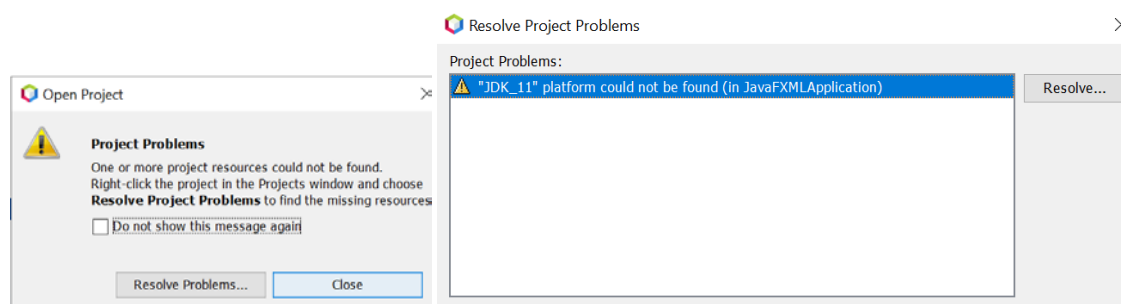 Open Project
Project Problems
One or more project resources could not be found.
Right-click the project in the Projects window and choose
Resolve Project Problems to find the missing resources
Do not show this message again
Resolve Problems...
Close
Resolve Project Problems
Project Problems:
"JDK_11" platform could not be found (in JavaFXMLApplication)
Resolve...